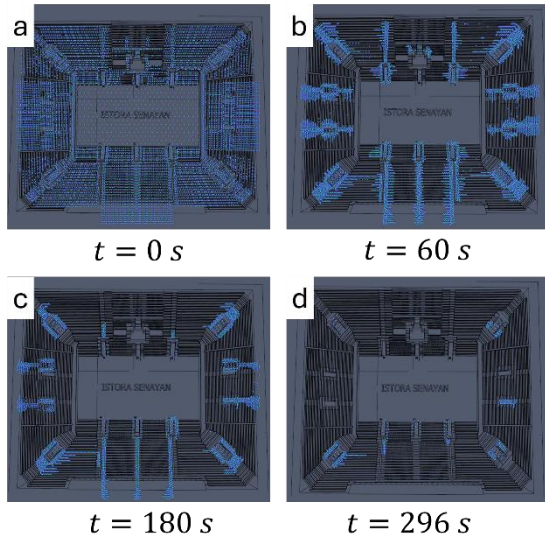 a
ISTORA SENAYAN
t = 0 s
b
ISTORA SENAYAN
t = 60 s
c
ISTORA SENAYAN
t = 180 s
d
ISTORA SENAYAN
t = 296 s